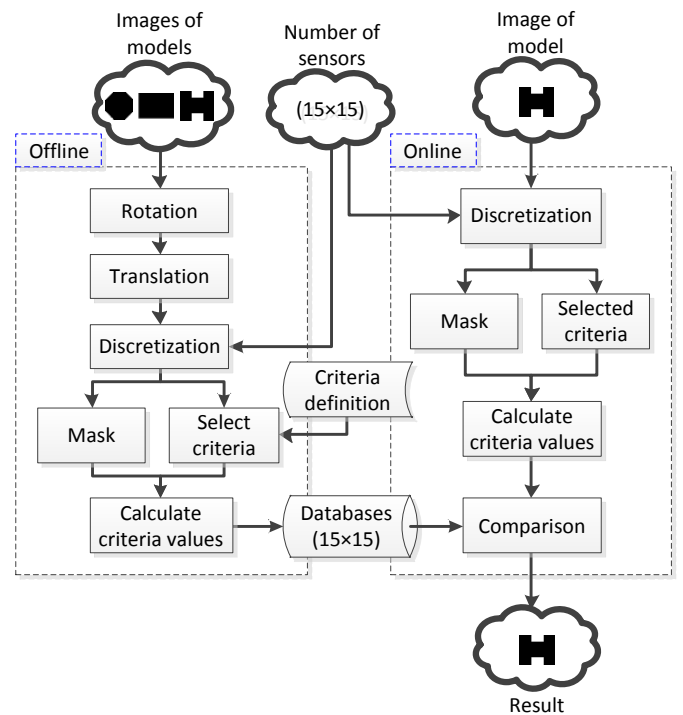 Images of
models
Number of
sensors
Image of
model
(15×15)
Offline
Online
Rotation
Discretization
Translation
Mask
Selected
criteria
Discretization
Criteria
definition
Mask
Select
criteria
Calculate
criteria values
Calculate
criteria values
Databases
(15×15)
Comparison
Result